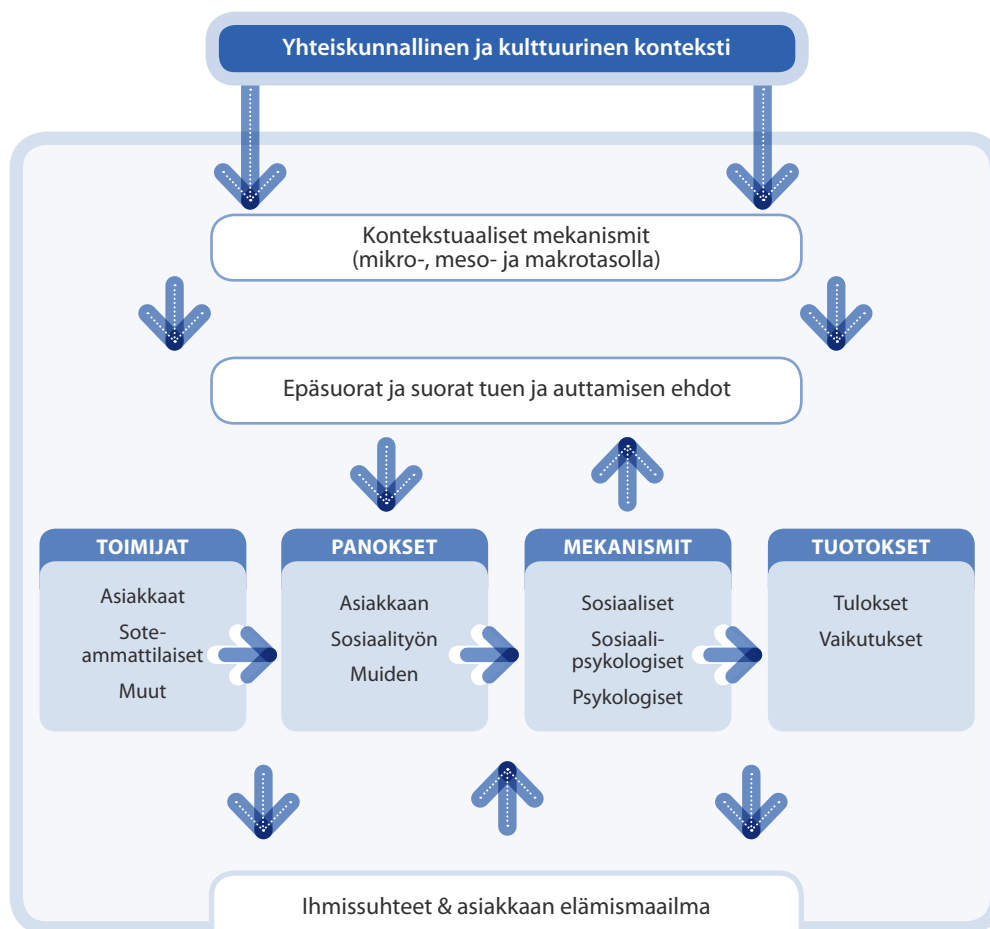 Yhteiskunnallinen ja kulttuurinen konteksti
Kontekstuaaliset mekanismit
(mikro-, meso- ja makrotasolla)
Epäsuorat ja suorat tuen ja auttamisen ehdot
TOIMIJAT
Asiakkaat
Sote-
ammattilaiset
Muut
PANOKSET
Asiakkaan
Sosiaalityön
Muiden
MEKANISMIT
Sosiaaliset
Sosiaali-
psykologiset
Psykologiset
TUOTOKSET
Tulokset
Vaikutukset
Ihmissuhteet & asiakkaan elämismaailma